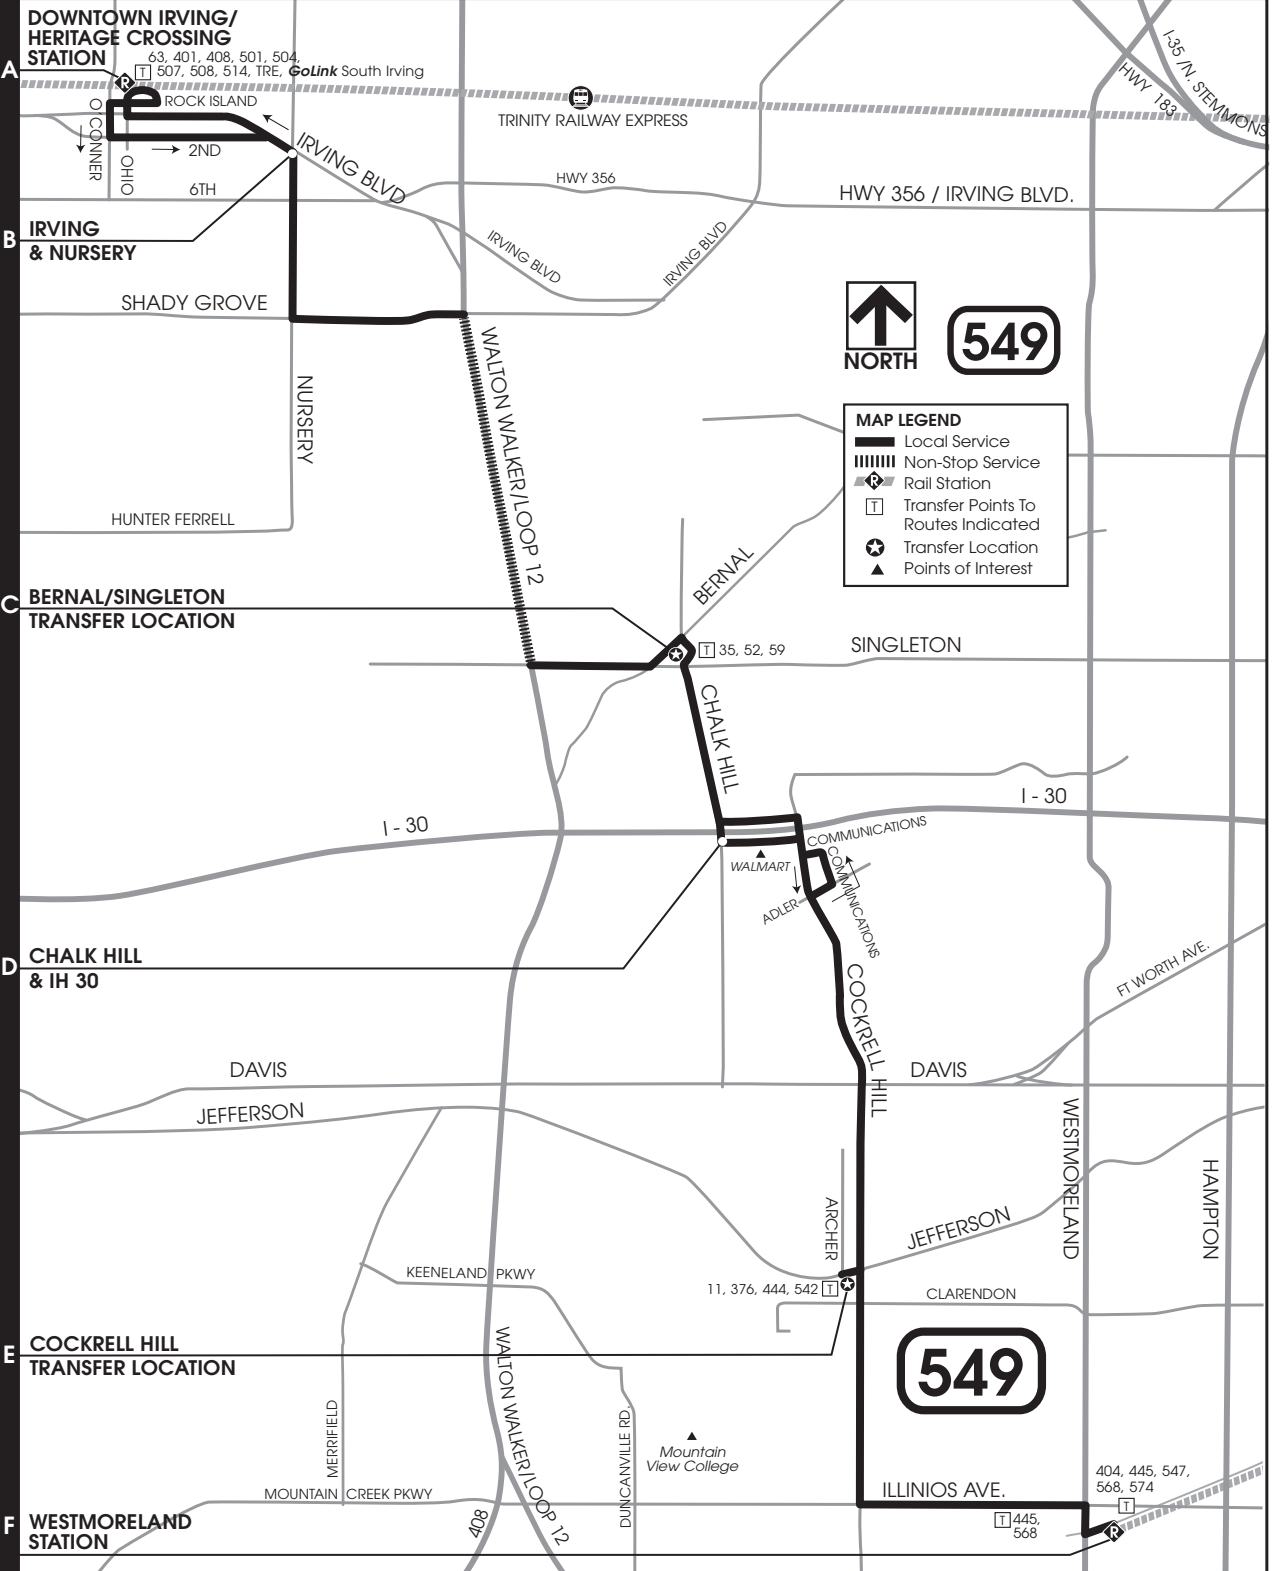 DOWNTOWN IRVING/
HERITAGE CROSSING
STATION
63, 401, 408, 501, 504,
T 507, 508, 514, TRE, GoLink South Irving
A
R
ROCK ISLAND
O CONNER
OHIO
2ND
6TH
IRVING BLVD
TRINITY RAILWAY EXPRESS
HWY 183
I-35 /N. STEMMONS
HWY 356
HWY 356 / IRVING BLVD.
B
IRVING
& NURSERY
IRVING BLVD
IRVING BLVD
SHADY GROVE
NORTH
549
WALTON WALKER/LOOP 12
NURSERY
MAP LEGEND
Local Service
Non-Stop Service
R Rail Station
T Transfer Points To
Routes Indicated
Transfer Location
Points of Interest
HUNTER FERRELL
BERNAL
C
BERNAL/SINGLETON
TRANSFER LOCATION
T 35, 52, 59
SINGLETON
CHALK HILL
I - 30
I - 30
COMMUNICATIONS
WALMART
COMMUNICATIONS
ADLER
D
CHALK HILL
& IH 30
COCKRELL HILL
FT WORTH AVE.
DAVIS
DAVIS
JEFFERSON
WESTMORELAND
HAMPTON
ARCHER
JEFFERSON
KEENELAND PKWY
11, 376, 444, 542 T
CLARENDON
E
COCKRELL HILL
TRANSFER LOCATION
WALTON WALKER/LOOP 12
549
MERRIFIELD
DUNCANVILLE RD.
Mountain
View College
404, 445, 547,
568, 574
T
MOUNTAIN CREEK PKWY
ILLINIOS AVE.
408
T 445,
568
R
F
WESTMORELAND
STATION